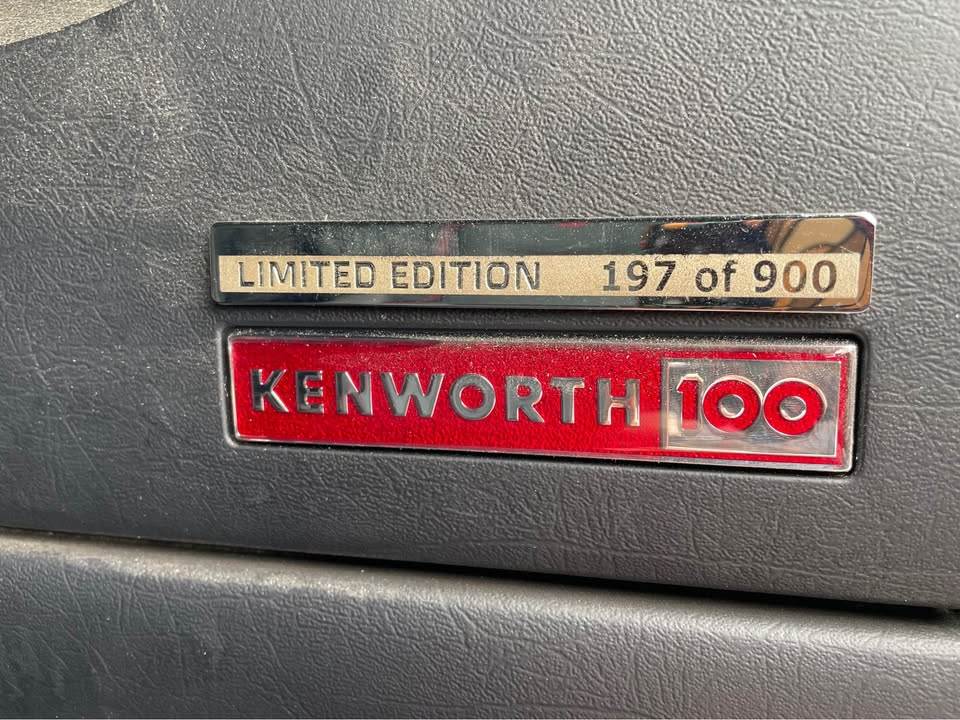 LIMITED EDITION 197 of 900
KENWORTH 100